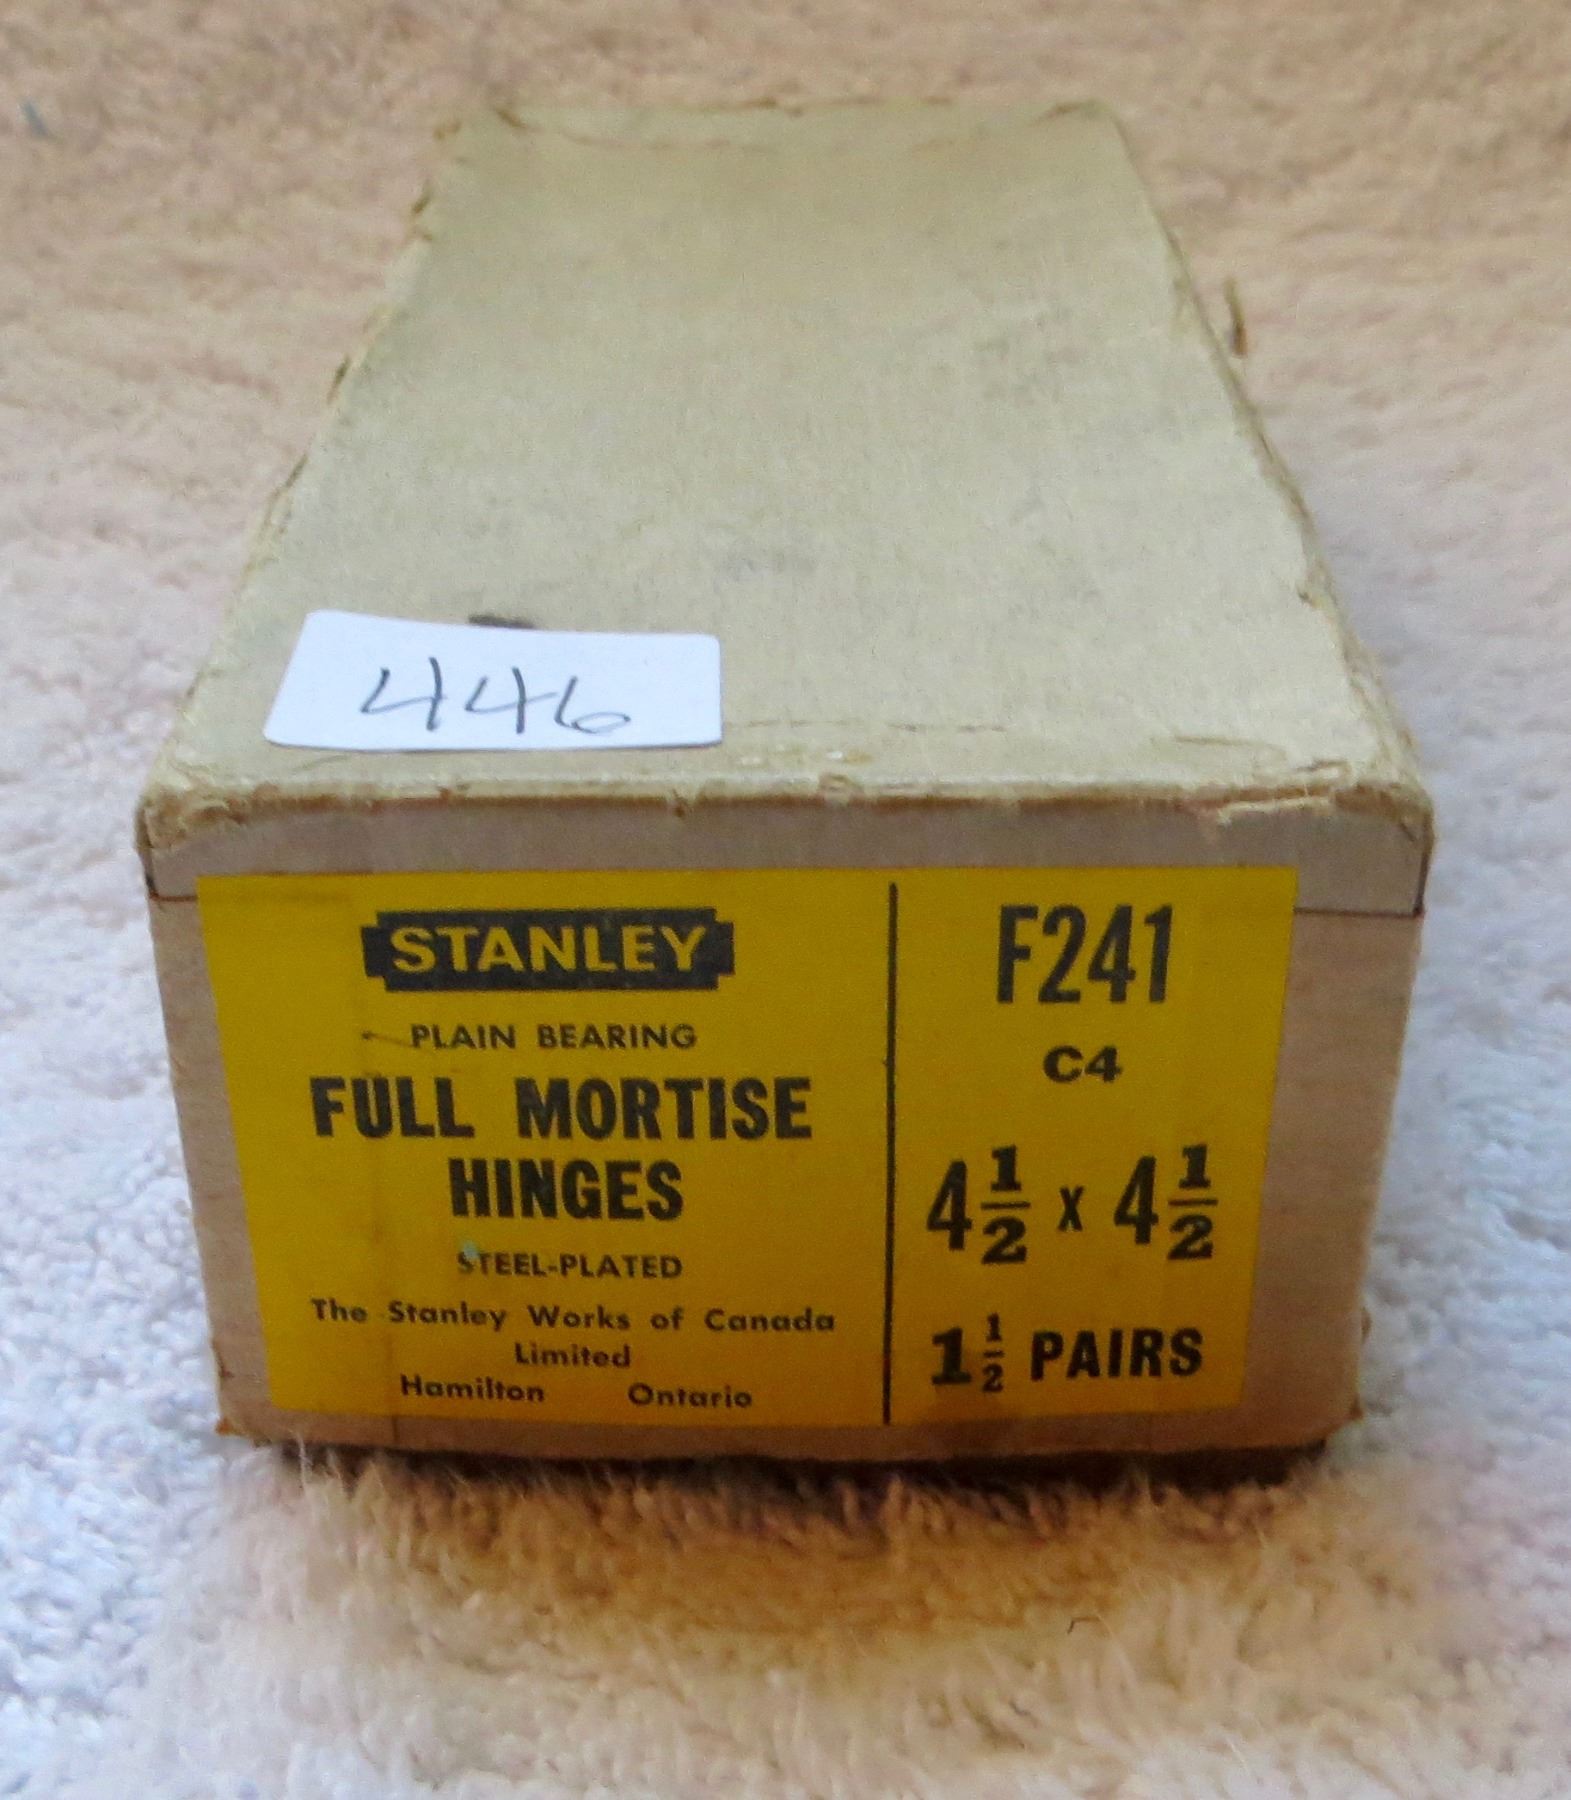 446
STANLEY
PLAIN BEARING
FULL MORTISE
HINGES
STEEL-PLATED
The Stanley Works of Canada
Limited
Hamilton Ontario
F241
C4
4 1/2 x 4 1/2
1 1/2 PAIRS